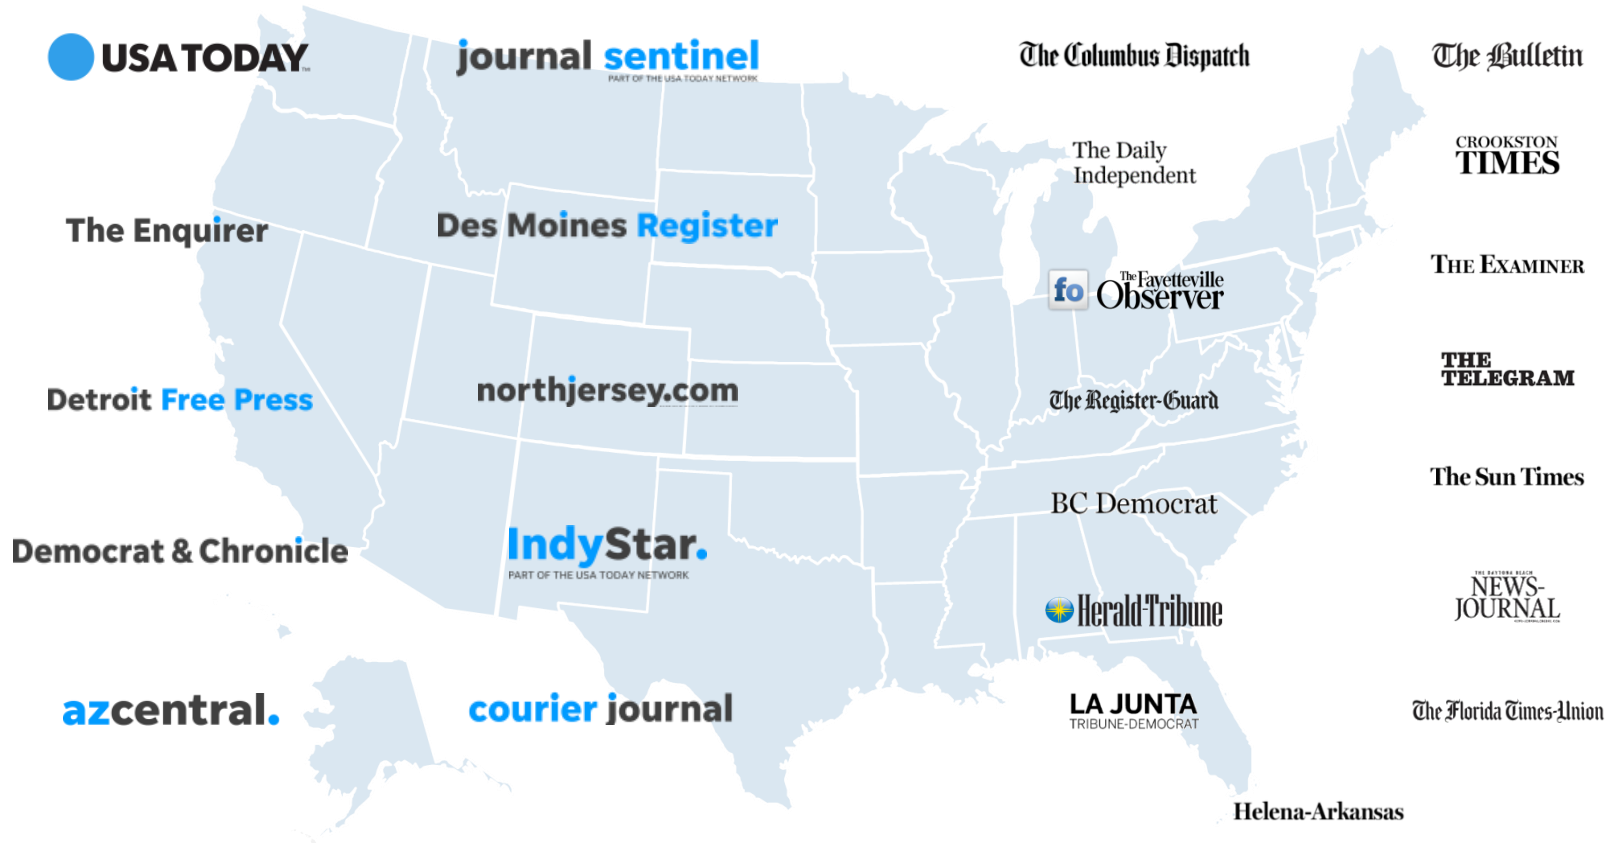 USA TODAY
journal sentinel
PART OF THE USA TODAY NETWORK
The Columbus Dispatch
The Bulletin
The Daily
Independent
CROOKSTON
TIMES
The Enquirer
Des Moines Register
fo The Fayetteville
Observer
THE EXAMINER
Detroit Free Press
northjersey.com
The Register-Guard
THE
TELEGRAM
BC Democrat
The Sun Times
Democrat & Chronicle
IndyStar.
PART OF THE USA TODAY NETWORK
Herald-Tribune
THE DAYTONA BEACH
NEWS-
JOURNAL
azcentral.
courier journal
LA JUNTA
TRIBUNE-DEMOCRAT
The Florida Times-Union
Helena-Arkansas